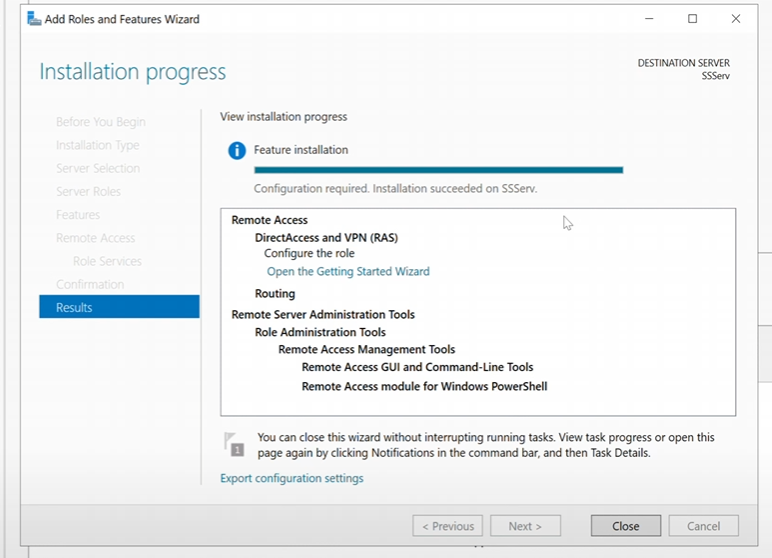 Add Roles and Features Wizard
Installation progress
DESTINATION SERVER
SSServ
Before You Begin
Installation Type
Server Selection
Server Roles
Features
Remote Access
Role Services
Confirmation
Results
View installation progress
Feature installation
Configuration required. Installation succeeded on SSServ.
Remote Access
DirectAccess and VPN (RAS)
Configure the role
Open the Getting Started Wizard
Routing
Remote Server Administration Tools
Role Administration Tools
Remote Access Management Tools
Remote Access GUI and Command-Line Tools
Remote Access module for Windows PowerShell
1
You can close this wizard without interrupting running tasks. View task progress or open this
page again by clicking Notifications in the command bar, and then Task Details.
Export configuration settings
< Previous
Next >
Close
Cancel